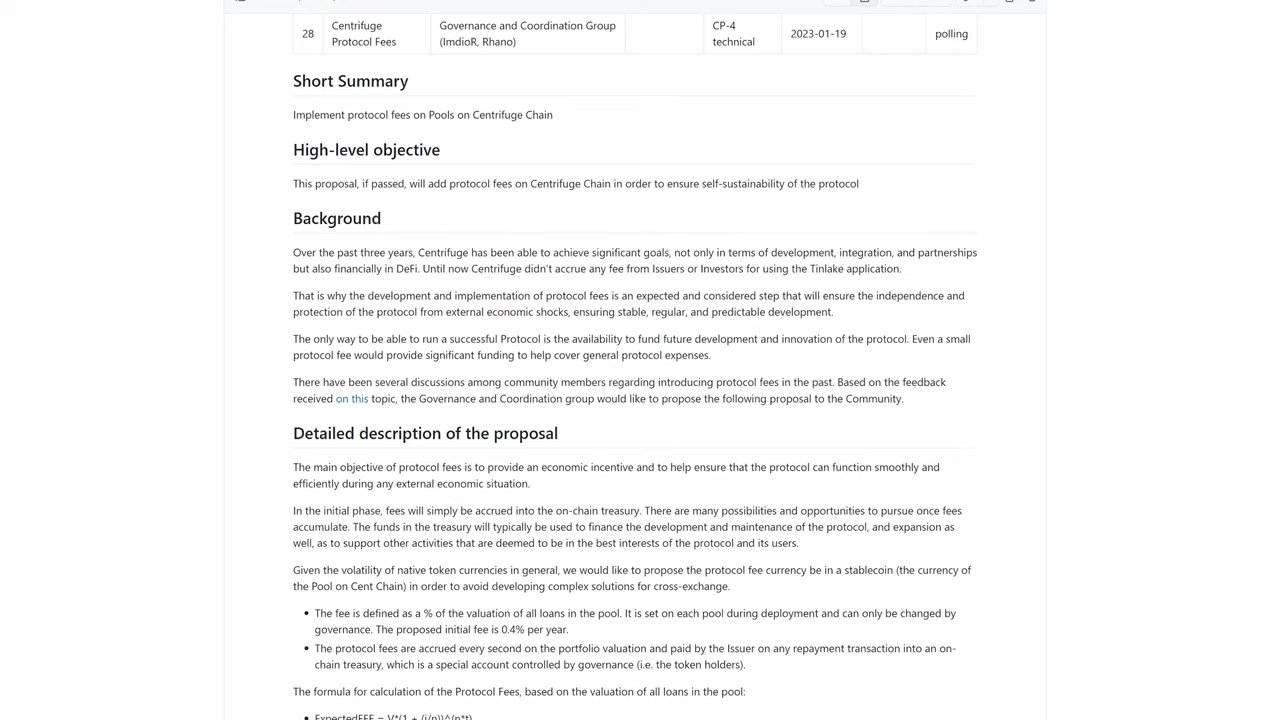 28
Centrifuge
Protocol Fees
Governance and Coordination Group
(ImdioR, Rhano)
CP-4
technical
2023-01-19
polling
Short Summary
Implement protocol fees on Pools on Centrifuge Chain
High-level objective
This proposal, if passed, will add protocol fees on Centrifuge Chain in order to ensure self-sustainability of the protocol
Background
Over the past three years, Centrifuge has been able to achieve significant goals, not only in terms of development, integration, and partnerships
but also financially in DeFi. Until now Centrifuge didn't accrue any fee from Issuers or Investors for using the Tinlake application.
That is why the development and implementation of protocol fees is an expected and considered step that will ensure the independence and
protection of the protocol from external economic shocks, ensuring stable, regular, and predictable development.
The only way to be able to run a successful Protocol is the availability to fund future development and innovation of the protocol. Even a small
protocol fee would provide significant funding to help cover general protocol expenses.
There have been several discussions among community members regarding introducing protocol fees in the past. Based on the feedback
received on this topic, the Governance and Coordination group would like to propose the following proposal to the Community.
Detailed description of the proposal
The main objective of protocol fees is to provide an economic incentive and to help ensure that the protocol can function smoothly and
efficiently during any external economic situation.
In the initial phase, fees will simply be accrued into the on-chain treasury. There are many possibilities and opportunities to pursue once fees
accumulate. The funds in the treasury will typically be used to finance the development and maintenance of the protocol, and expansion as
well, as to support other activities that are deemed to be in the best interests of the protocol and its users.
Given the volatility of native token currencies in general, we would like to propose the protocol fee currency be in a stablecoin (the currency of
the Pool on Cent Chain) in order to avoid developing complex solutions for cross-exchange.
• The fee is defined as a % of the valuation of all loans in the pool. It is set on each pool during deployment and can only be changed by
governance. The proposed initial fee is 0.4% per year.
• The protocol fees are accrued every second on the portfolio valuation and paid by the Issuer on any repayment transaction into an on-
chain treasury, which is a special account controlled by governance (i.e. the token holders).
The formula for calculation of the Protocol Fees, based on the valuation of all loans in the pool:
• ExpectedFEE = V*(1 + (i/n))^(n*t)